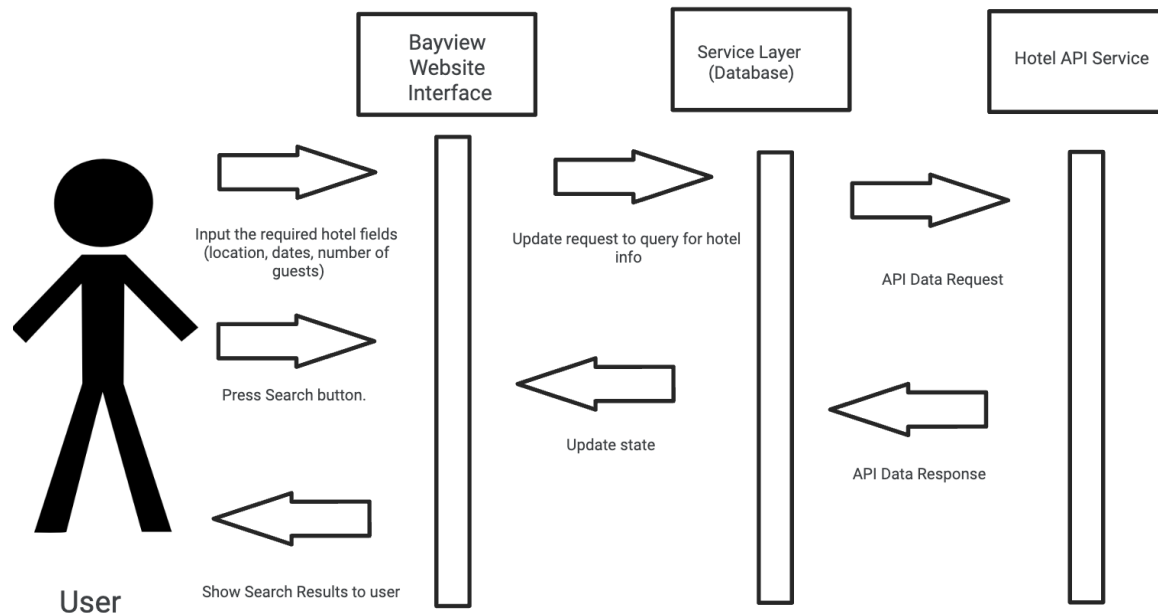 Bayview
Website
Interface
Service Layer
(Database)
Hotel API Service
Input the required hotel fields
(location, dates, number of
guests)
Update request to query for hotel
info
API Data Request
Press Search button.
Update state
API Data Response
Show Search Results to user
User